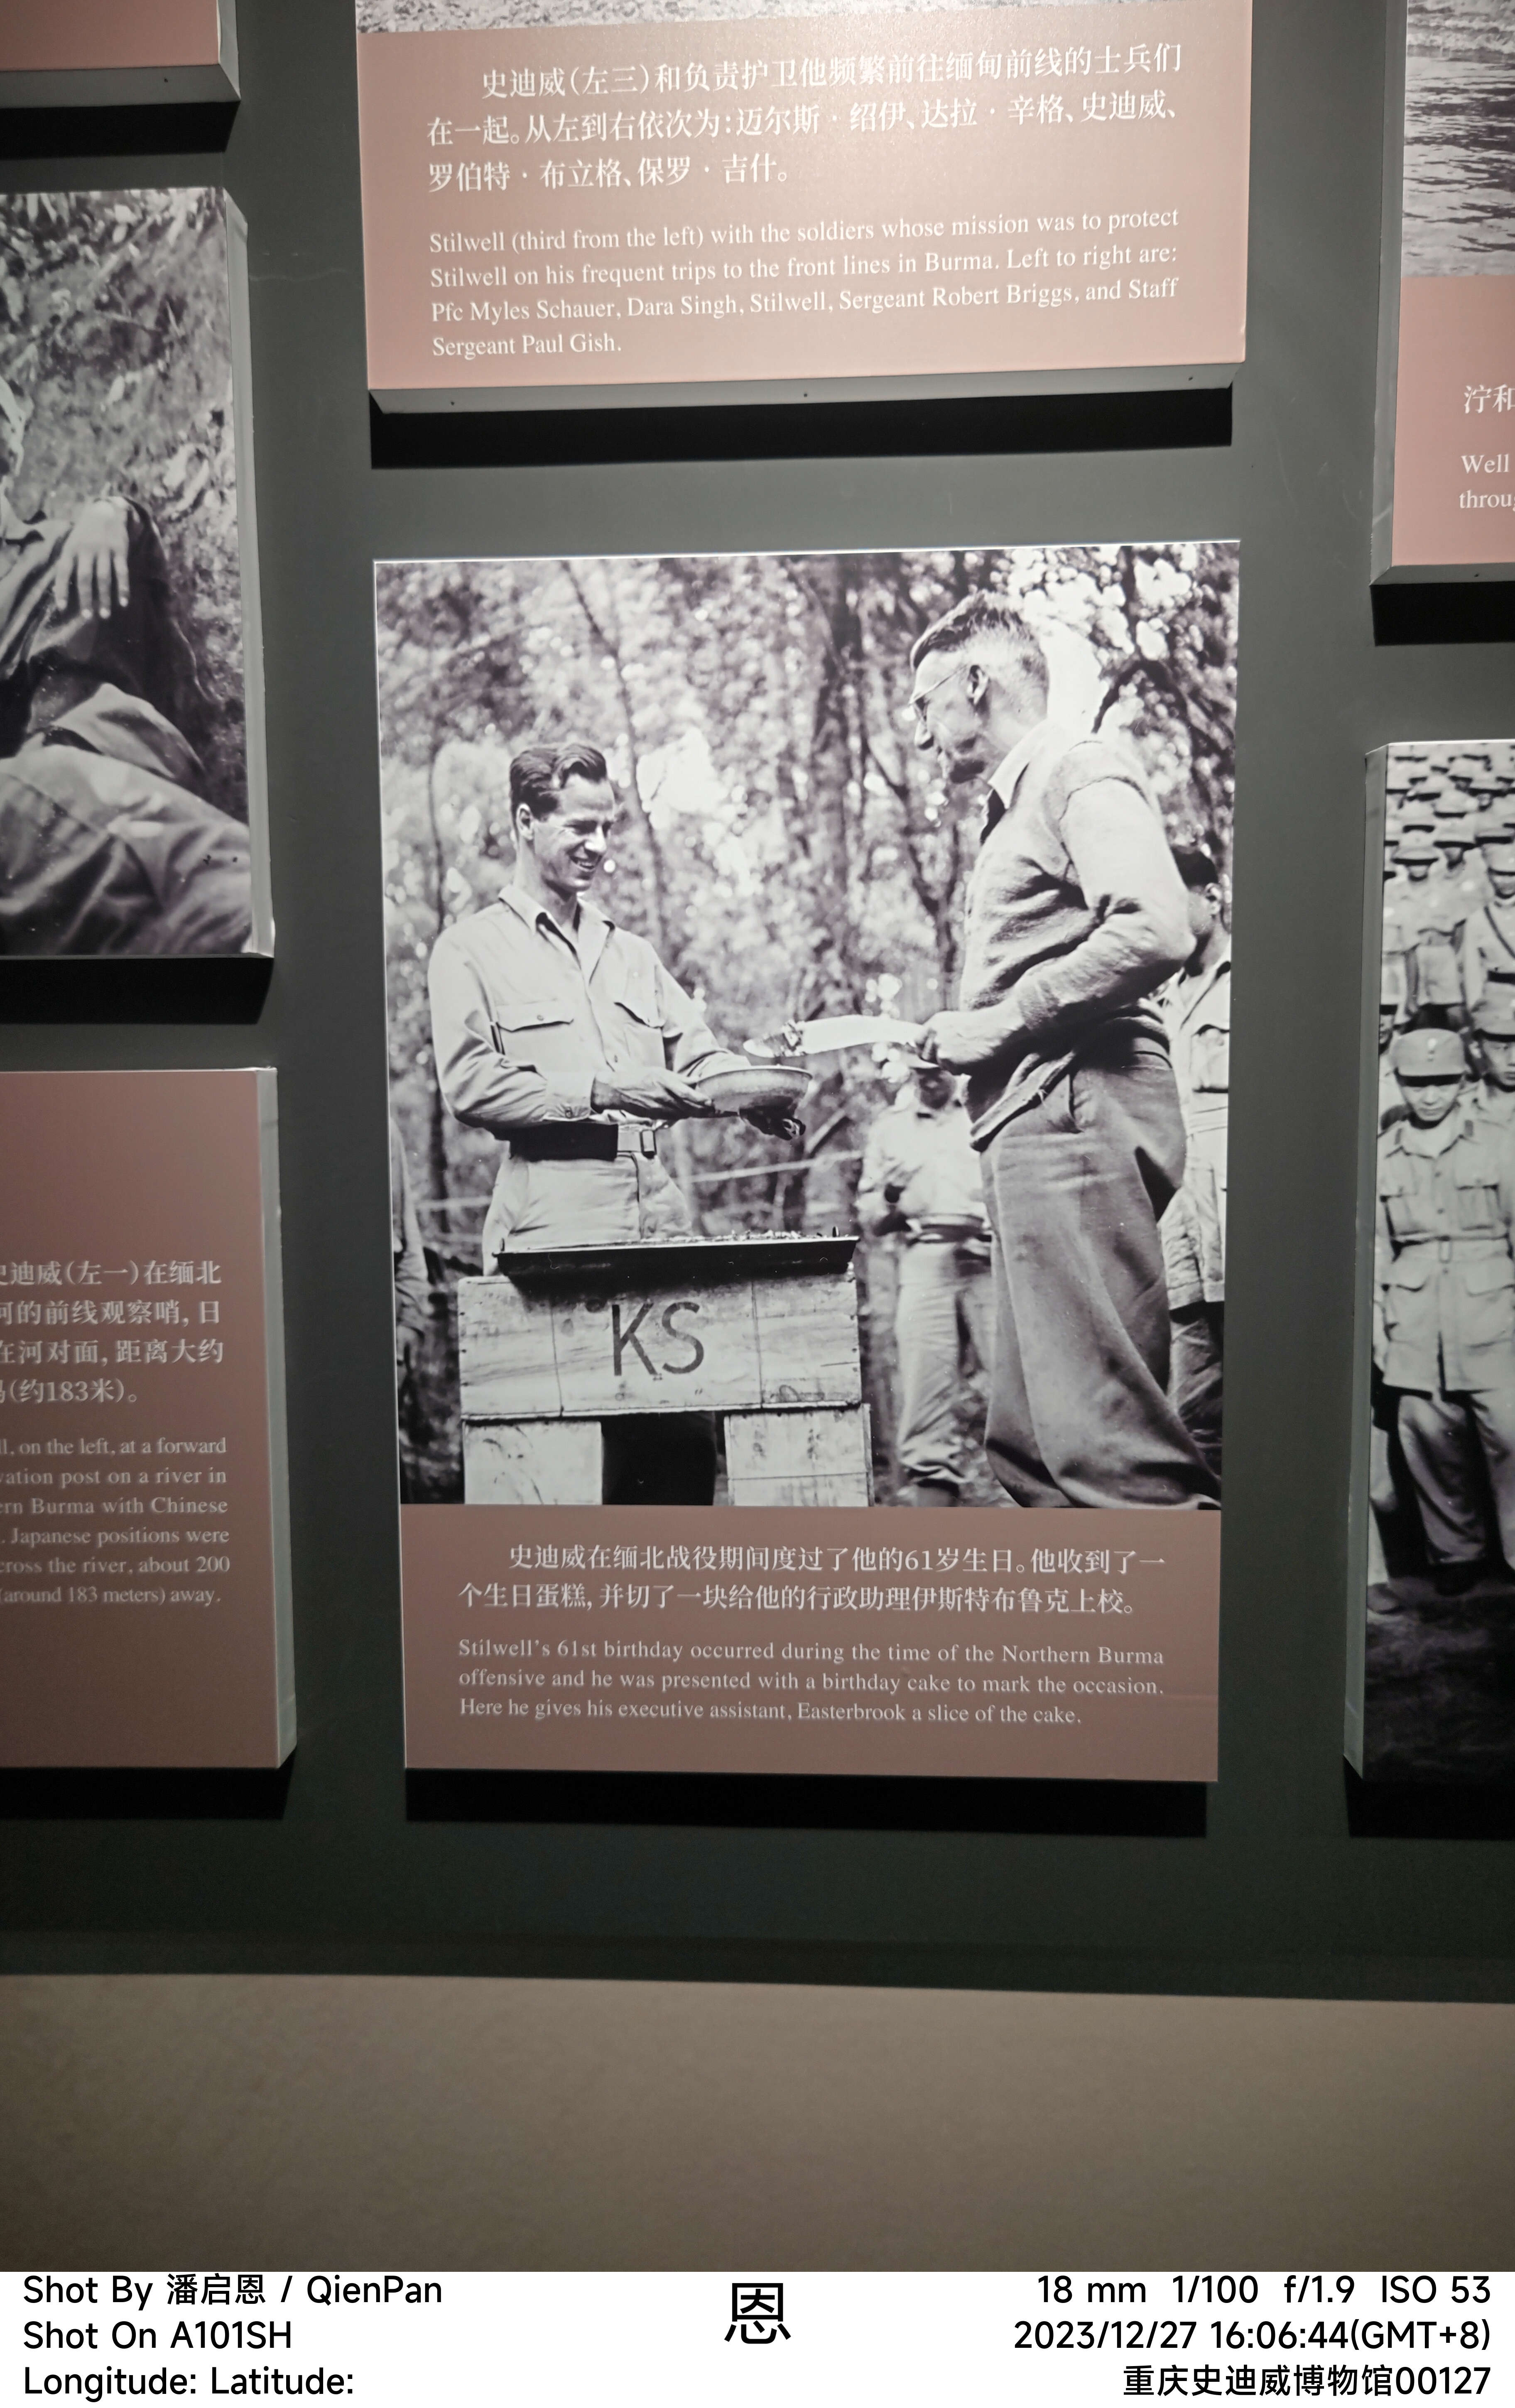 史迪威(左三)和负责护卫他频繁前往缅甸前线的士兵们
在一起。从左到右依次为:迈尔斯·绍伊、达拉·辛格、史迪威、
罗伯特·布立格、保罗·吉什。
Stilwell (third from the left) with the soldiers whose mission was to protect
Stilwell on his frequent trips to the front lines in Burma. Left to right are:
Pfc Myles Schauer, Dara Singh, Stilwell, Sergeant Robert Briggs, and Staff
Sergeant Paul Gish.
泞和
Well
KS
迪威(左一)在缅北
河的前线观察哨, 日
在河对面, 距离大约
(约183米)。
on the left, at a forward
post on a river in
Burma with Chinese
. Japanese positions were
the river, about 200
(around 183 meters) away.
史迪威在缅北战役期间度过了他的61岁生日。他收到了一
个生日蛋糕, 并切了一块给他的行政助理伊斯特布鲁克上校。
Stilwell's 61st birthday occurred during the time of the Northern Burma
offensive and he was presented with a birthday cake to mark the occasion.
Here he gives his executive assistant, Easterbrook a slice of the cake.
Shot By 潘启恩 / QienPan
Shot On A101SH
Longitude: Latitude:
恩
18 mm 1/100 f/1.9 ISO 53
2023/12/27 16:06:44(GMT+8)
重庆史迪威博物馆00127